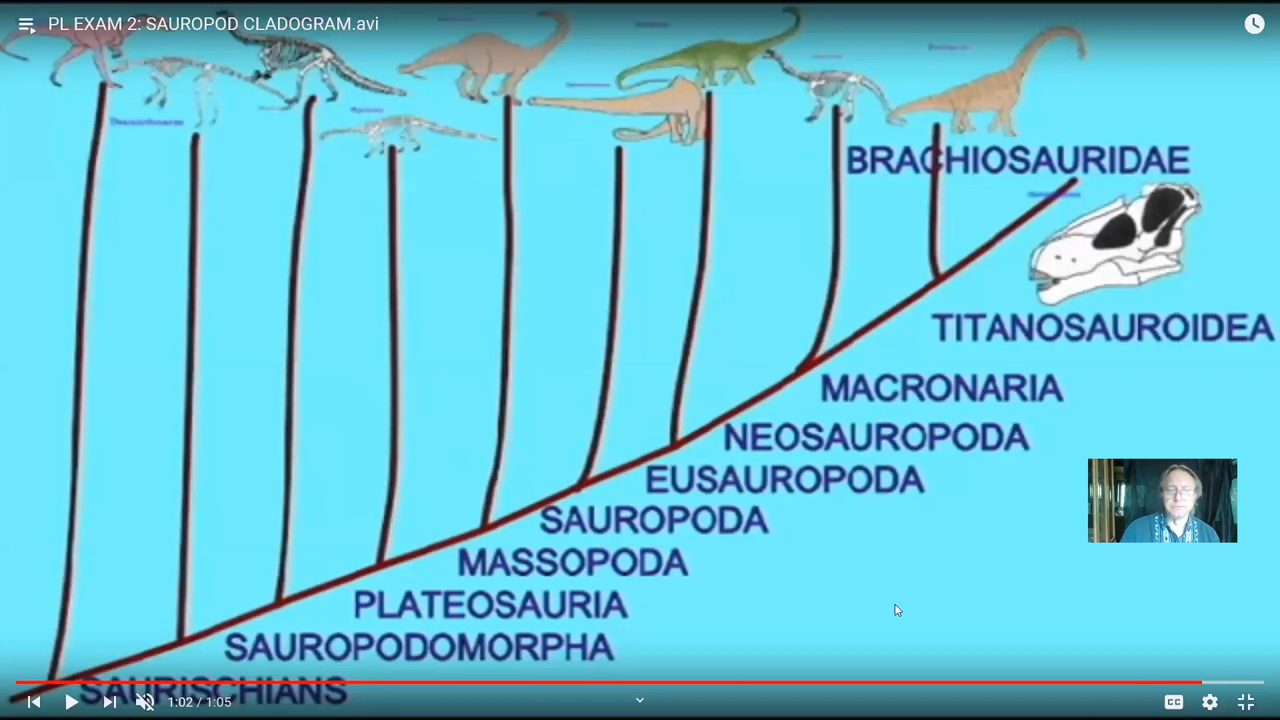 PL EXAM 2: SAUROPOD CLADOGRAM.avi
BRACHIOSAURIDAE
TITANOSAUROIDEA
MACRONARIA
NEOSAUROPODA
EUSAUROPODA
SAUROPODA
MASSOPODA
PLATEOSAURIA
SAUROPODOMORPHA
SAURISCHIANS
1:02 / 1:05
CC